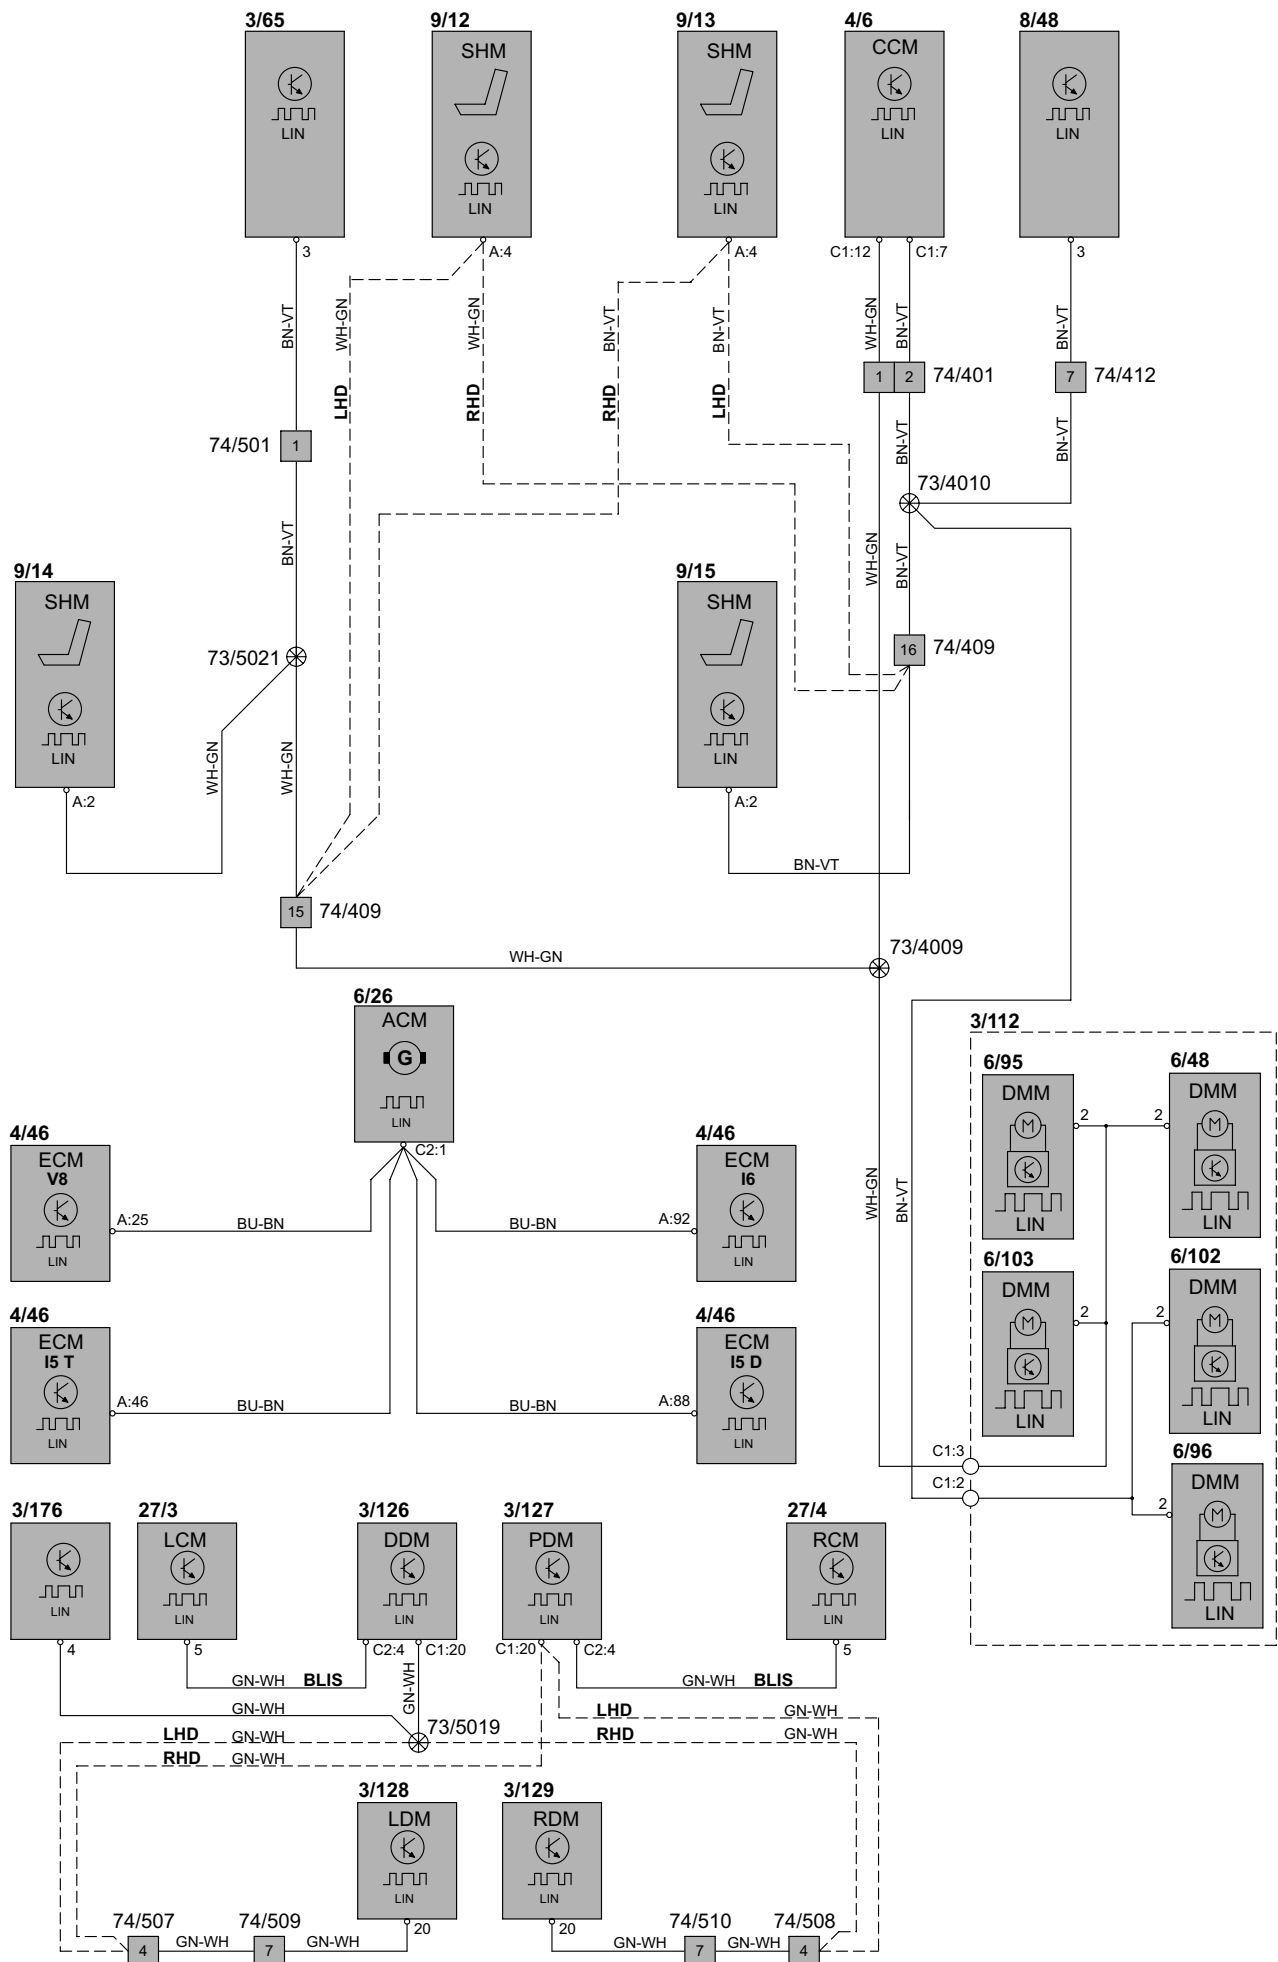 3/65 9/12 9/13 4/6 8/48
SHM SHM CCM
LIN LIN LIN LIN LIN
3 A:4 A:4 C1:12 C1:7 3
BN-VT WH-GN WH-GN BN-VT BN-VT WH-GN BN-VT BN-VT
1 2 74/401 7 74/412
LHD RHD RHD LHD
74/501 1
BN-VT BN-VT
73/4010
BN-VT WH-GN BN-VT
9/14 9/15
SHM SHM
73/5021 16 74/409
LIN LIN
WH-GN WH-GN
A:2 A:2
BN-VT
15 74/409
73/4009
WH-GN
6/26
ACM
G
LIN
C2:1
3/112
6/95 6/48
DMM DMM
M 2 2 M
LIN LIN
4/46 4/46
ECM ECM
V8 I6
A:25 BU-BN BU-BN A:92
LIN LIN
WH-GN BN-VT
6/103 6/102
DMM DMM
M 2 2 M
LIN LIN
4/46 4/46
ECM ECM
I5 T I5 D
A:46 BU-BN BU-BN A:88
LIN LIN
C1:3
C1:2
6/96
DMM
2 M
LIN
3/176 27/3 3/126 3/127 27/4
LCM DDM PDM RCM
LIN LIN LIN LIN LIN
4 5 C2:4 C1:20 C1:20 C2:4 5
GN-WH BLIS GN-WH GN-WH BLIS
GN-WH LHD GN-WH
73/5019
LHD GN-WH RHD GN-WH
RHD GN-WH
3/128 3/129
LDM RDM
LIN LIN
20 20
74/507 74/509 74/510 74/508
4 GN-WH 7 GN-WH GN-WH 7 GN-WH 4